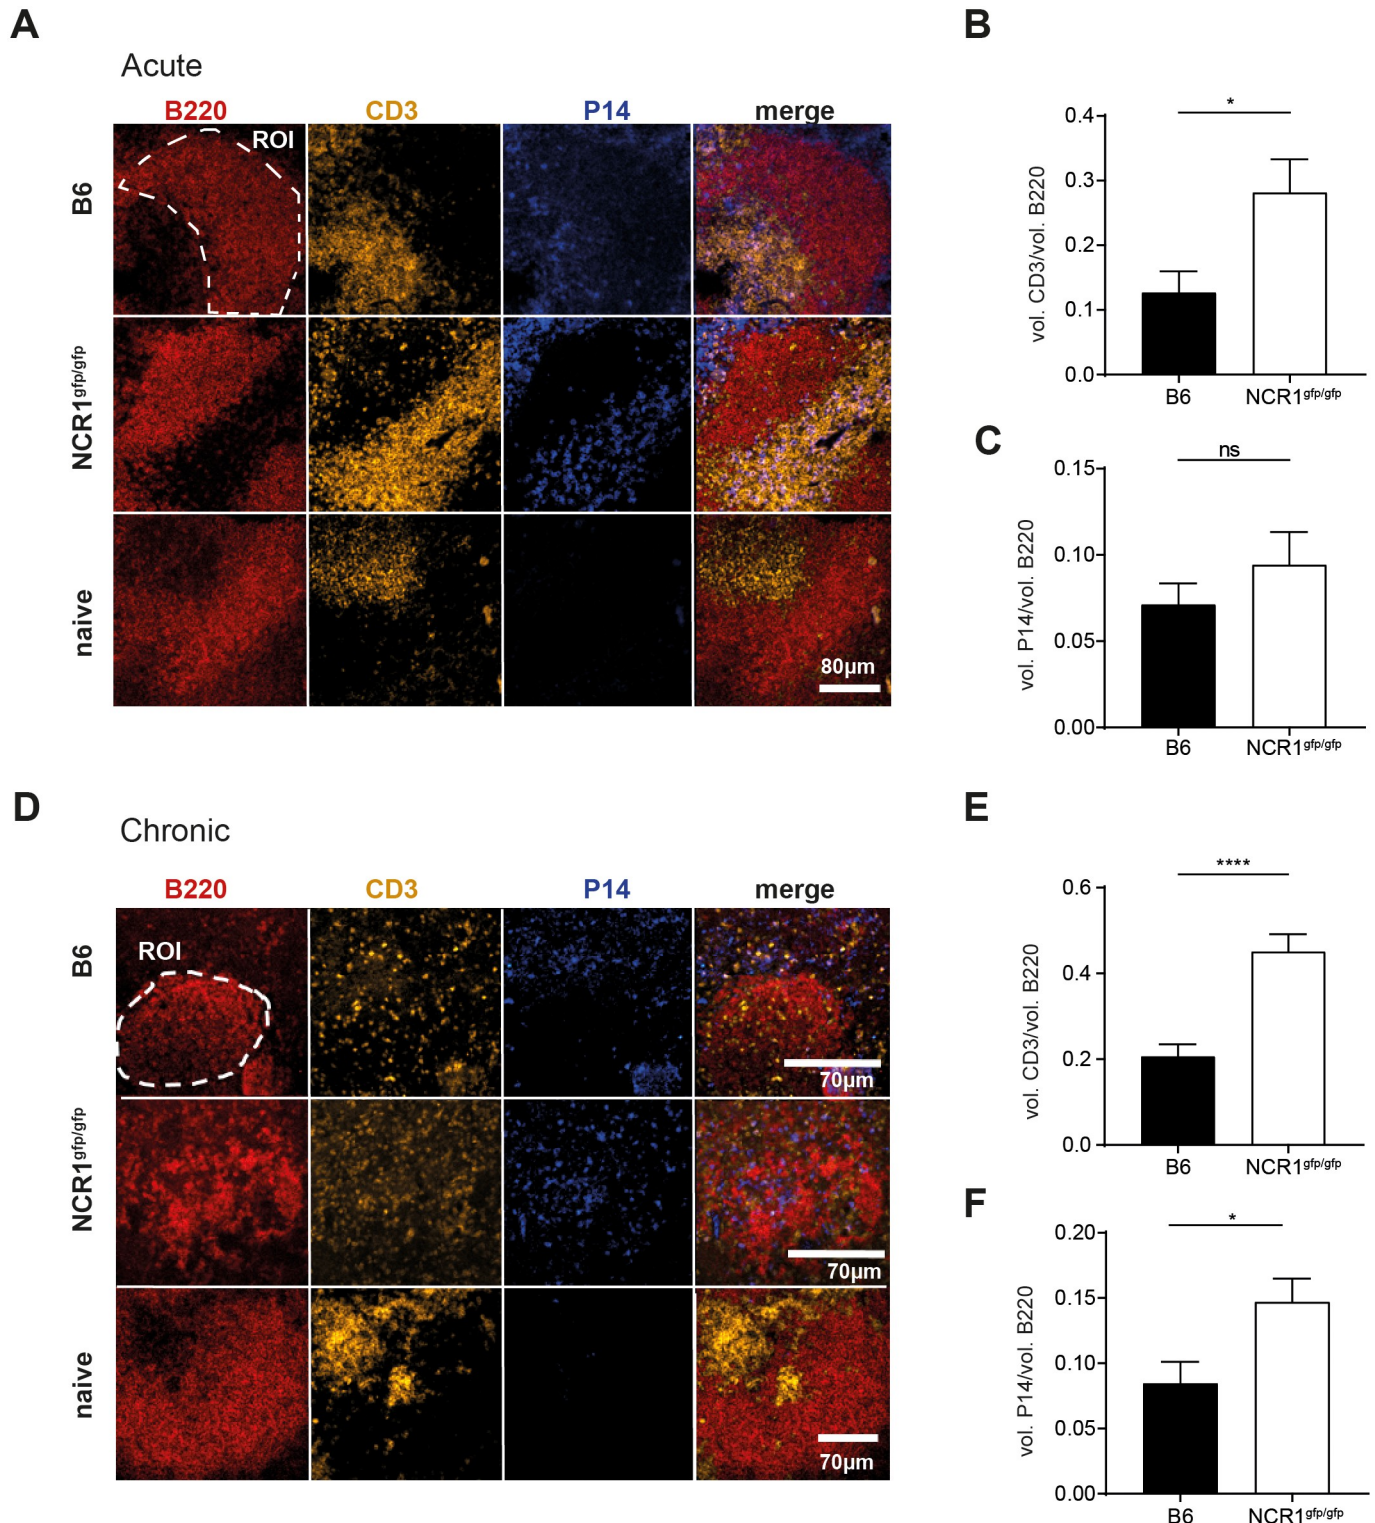 A
Acute
B220 CD3 P14 merge
B6
ROI
NCR1gfp/gfp
naive
80µm
B
*
vol. CD3/vol. B220
0.4
0.3
0.2
0.1
0.0
B6 NCR1gfp/gfp
C
ns
vol. P14/vol. B220
0.15
0.10
0.05
0.00
B6 NCR1gfp/gfp
D
Chronic
B220 CD3 P14 merge
B6
ROI
70µm
NCR1gfp/gfp
70µm
naive
70µm
E
****
vol. CD3/vol. B220
0.6
0.4
0.2
0.0
B6 NCR1gfp/gfp
F
*
vol. P14/vol. B220
0.20
0.15
0.10
0.05
0.00
B6 NCR1gfp/gfp